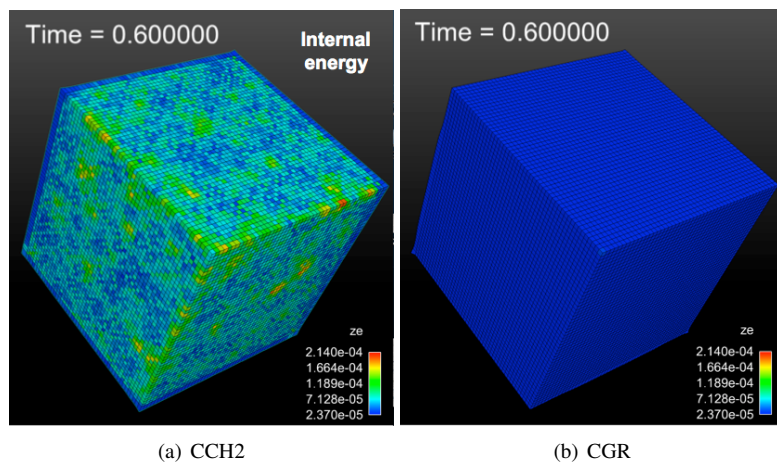 Time = 0.600000
Internal
energy
ze
2.140e-04
1.664e-04
1.189e-04
7.128e-05
2.370e-05
(a) CCH2
Time = 0.600000
ze
2.140e-04
1.664e-04
1.189e-04
7.128e-05
2.370e-05
(b) CGR